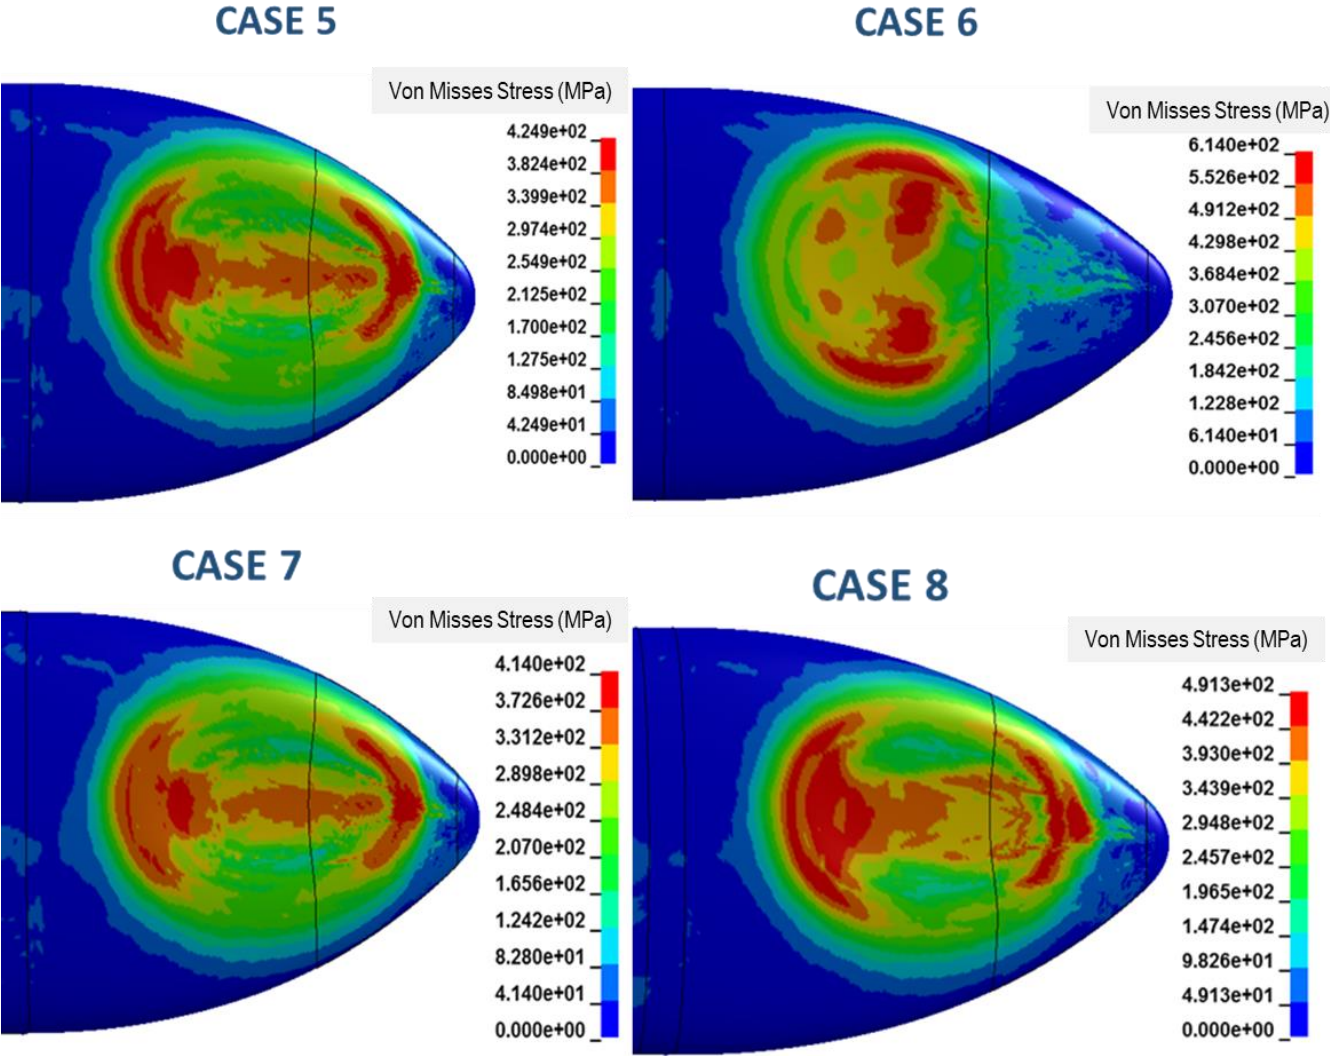 CASE 5
Von Misses Stress (MPa)
4.249e+02
3.824e+02
3.399e+02
2.974e+02
2.549e+02
2.125e+02
1.700e+02
1.275e+02
8.498e+01
4.249e+01
0.000e+00
CASE 6
Von Misses Stress (MPa)
6.140e+02
5.526e+02
4.912e+02
4.298e+02
3.684e+02
3.070e+02
2.456e+02
1.842e+02
1.228e+02
6.140e+01
0.000e+00
CASE 7
Von Misses Stress (MPa)
4.140e+02
3.726e+02
3.312e+02
2.898e+02
2.484e+02
2.070e+02
1.656e+02
1.242e+02
8.280e+01
4.140e+01
0.000e+00
CASE 8
Von Misses Stress (MPa)
4.913e+02
4.422e+02
3.930e+02
3.439e+02
2.948e+02
2.457e+02
1.965e+02
1.474e+02
9.826e+01
4.913e+01
0.000e+00